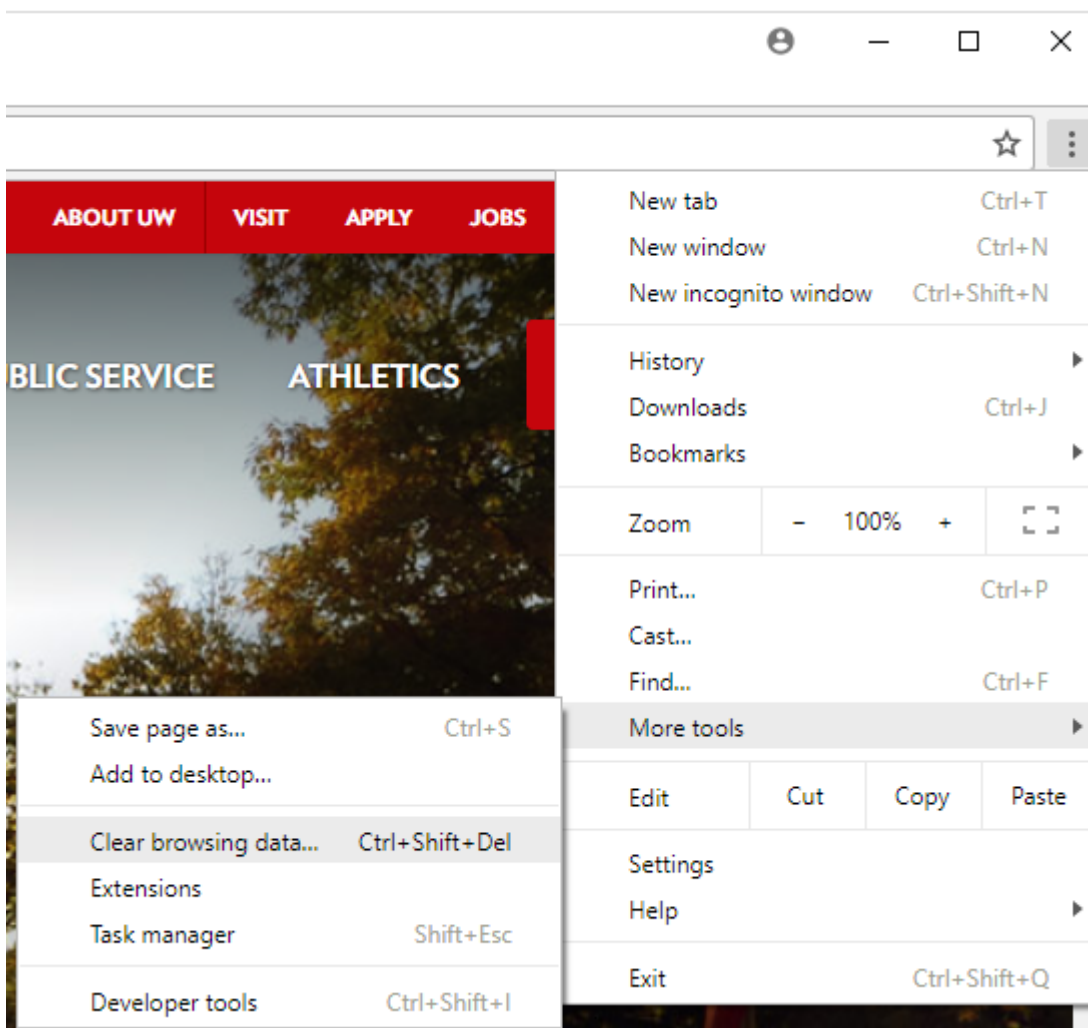 ABOUT UW VISIT APPLY JOBS
BLIC SERVICE ATHLETICS
New tab Ctrl+T
New window Ctrl+N
New incognito window Ctrl+Shift+N
History
Downloads Ctrl+J
Bookmarks
Zoom - 100% +
Print... Ctrl+P
Cast...
Find... Ctrl+F
More tools
Edit Cut Copy Paste
Settings
Help
Exit Ctrl+Shift+Q
Save page as... Ctrl+S
Add to desktop...
Clear browsing data... Ctrl+Shift+Del
Extensions
Task manager Shift+Esc
Developer tools Ctrl+Shift+I